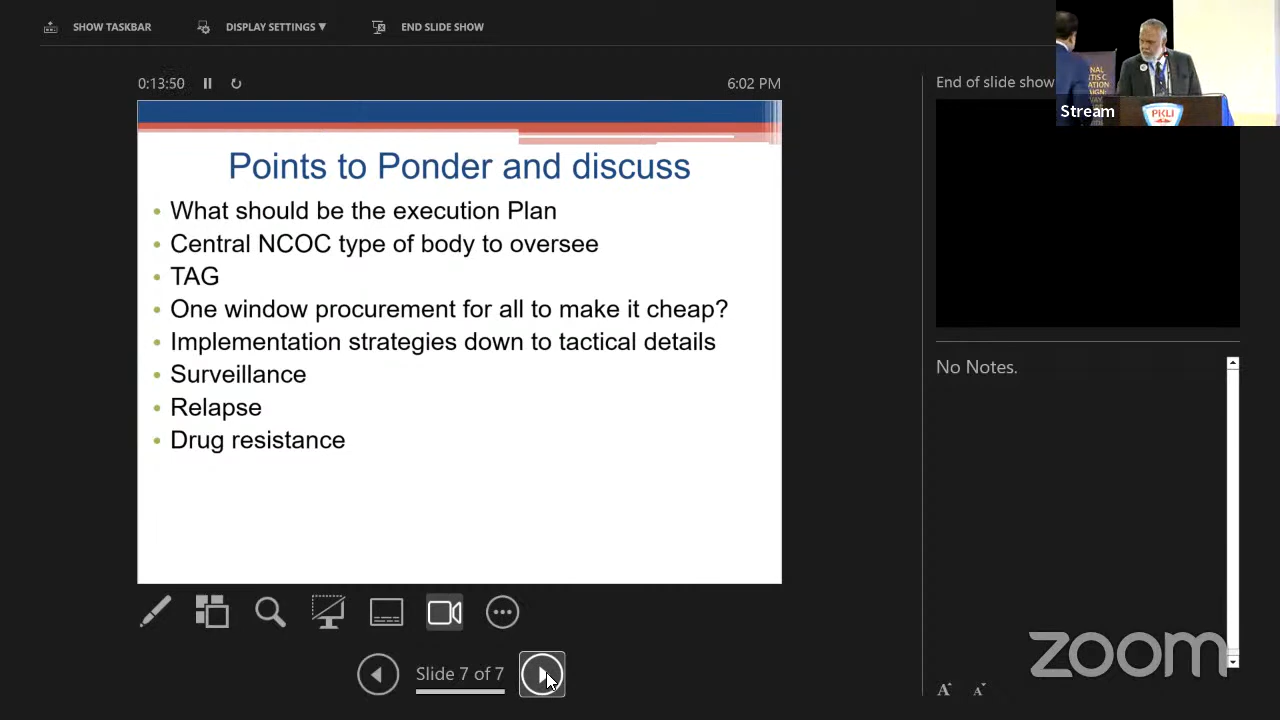 SHOW TASKBAR
DISPLAY SETTINGS ▼
END SLIDE SHOW
0:13:50
6:02 PM
End of slide show
Stream
PKLI
Points to Ponder and discuss
• What should be the execution Plan
• Central NCOC type of body to oversee
• TAG
• One window procurement for all to make it cheap?
• Implementation strategies down to tactical details
• Surveillance
• Relapse
• Drug resistance
No Notes.
Slide 7 of 7
zoom
A A